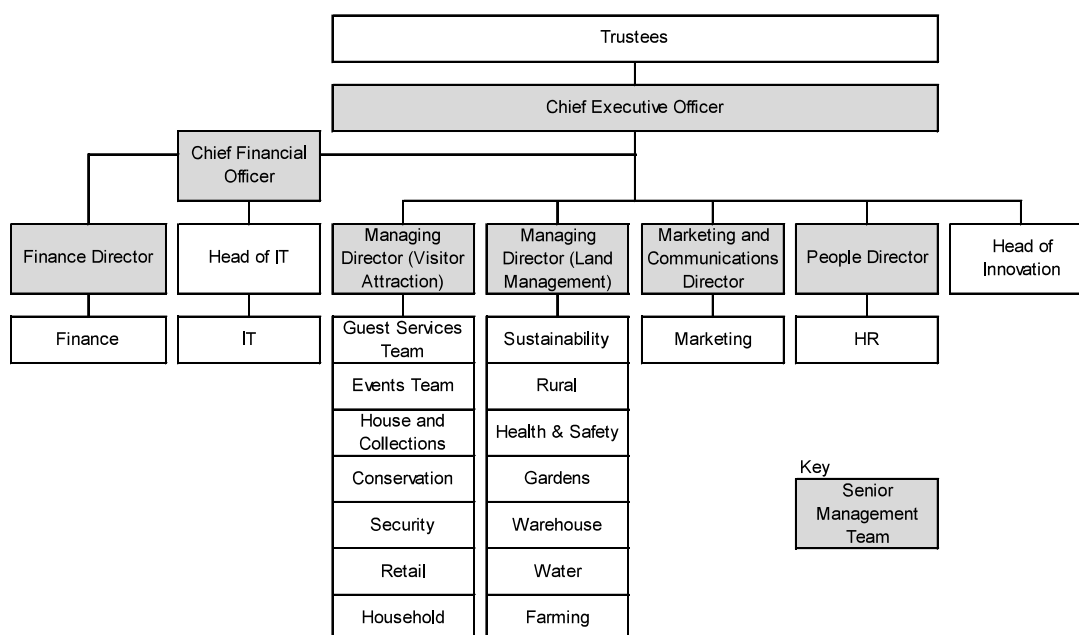 Trustees
Chief Executive Officer
Chief Financial
Officer
Finance Director
Head of IT
Managing
Director (Visitor
Attraction)
Managing
Director (Land
Management)
Marketing and
Communications
Director
People Director
Head of
Innovation
Finance
IT
Guest Services
Team
Sustainability
Marketing
HR
Events Team
Rural
House and
Collections
Health & Safety
Conservation
Gardens
Security
Warehouse
Retail
Water
Household
Farming
Key
Senior
Management
Team